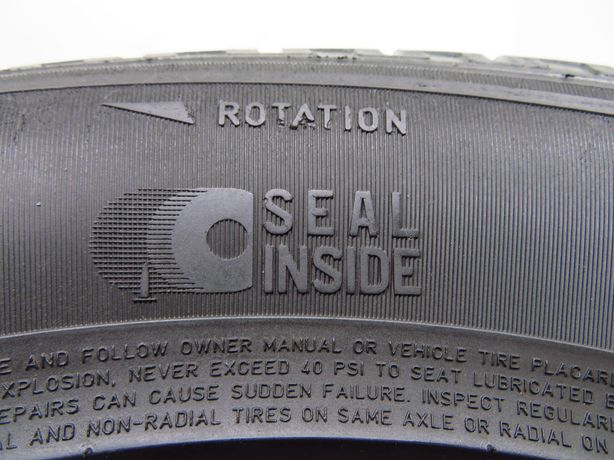 ROTATION
SEAL
INSIDE
AND FOLLOW OWNER MANUAL OR VEHICLE TIRE
EXPLOSION, NEVER EXCEED 40 PSI TO SEAT LUBRICATED
CAN CAUSE SUDDEN FAILURE. INSPECT
AND NON-RADIAL TIRES ON SAME AXLE OR RADIAL ON